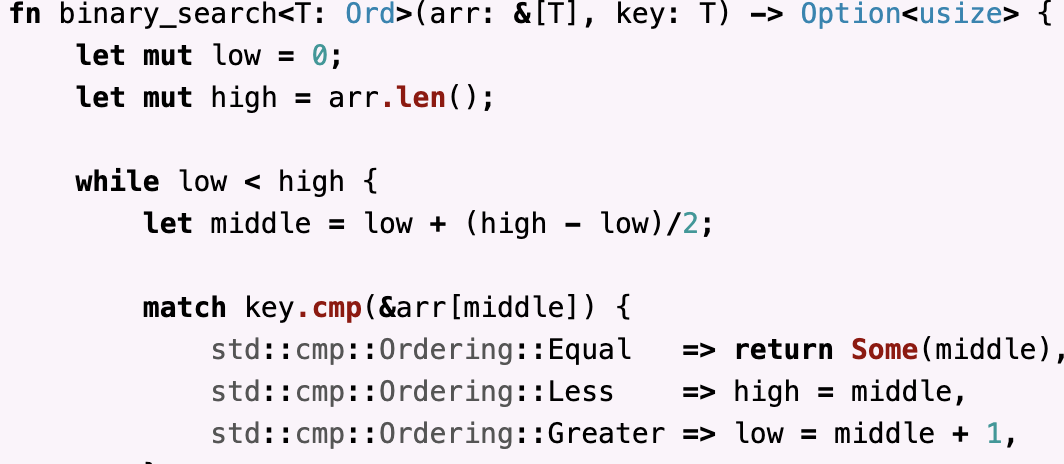 fn binary_search<T: Ord>(arr: &[T], key: T) -> Option<usize> {
    let mut low = 0;
    let mut high = arr.len();

    while low < high {
        let middle = low + (high - low)/2;

        match key.cmp(&arr[middle]) {
            std::cmp::Ordering::Equal   => return Some(middle),
            std::cmp::Ordering::Less    => high = middle,
            std::cmp::Ordering::Greater => low = middle + 1,